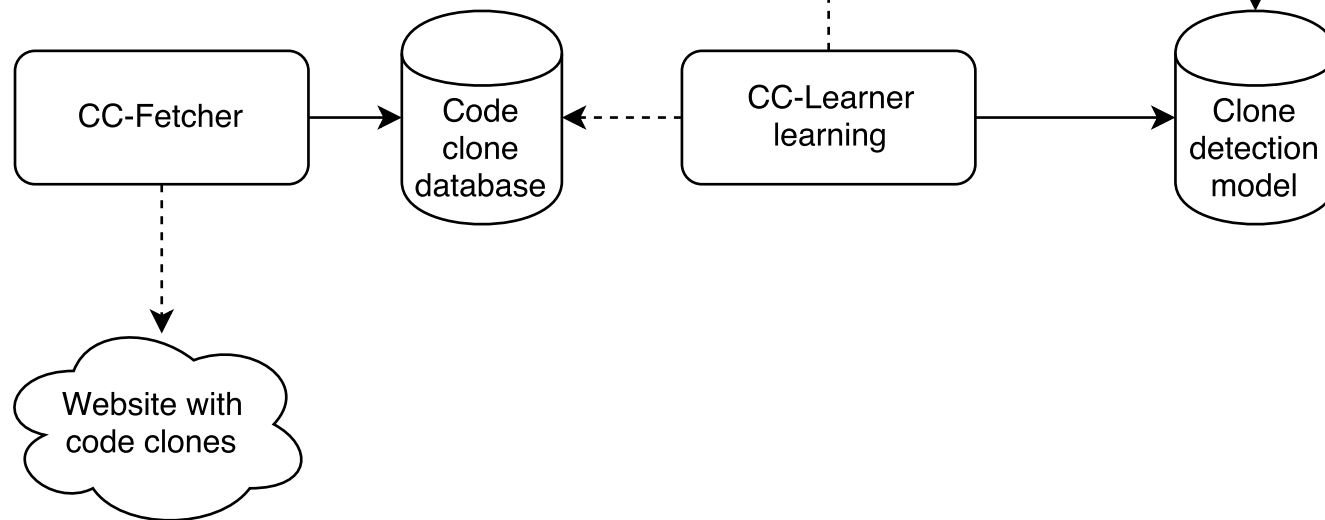 CC-Fetcher
Code
clone
database
CC-Learner
learning
Clone
detection
model
Website with
code clones